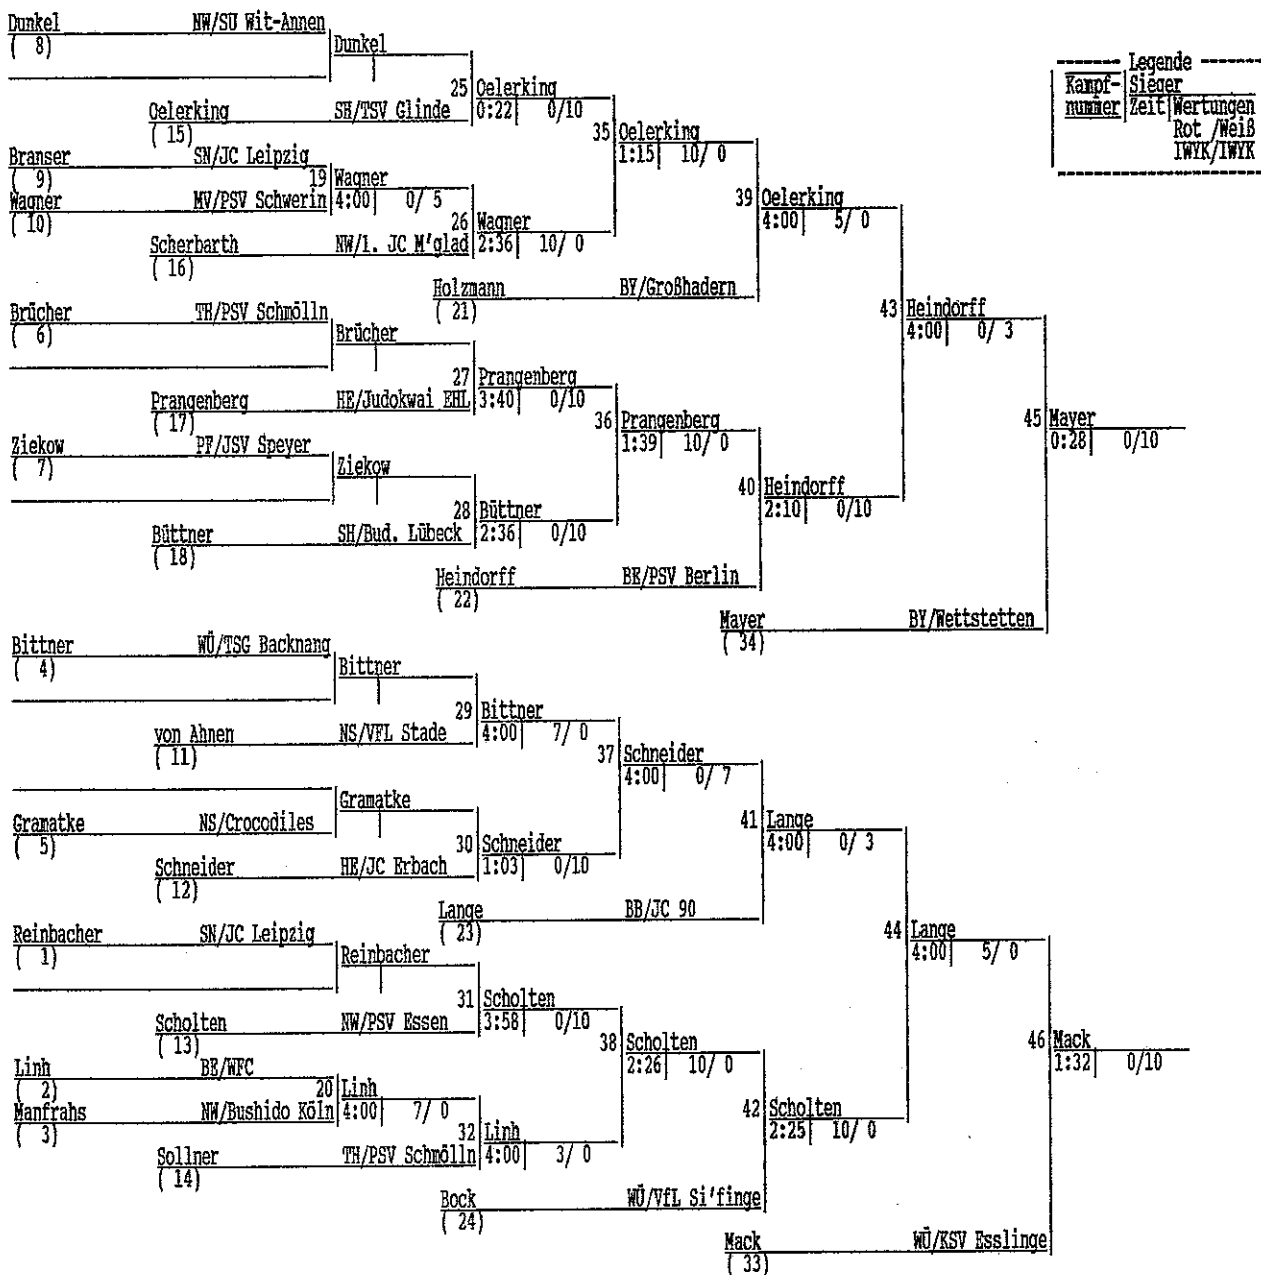 Dunkel NW/SU Wit-Annen
( 8) Dunkel
Legende
Kampf- Sieger
nummer Zeit Wertungen
Rot /Weiß
IWYK/IWYK
25 Oelerking
0:22 0/10
Oelerking SH/TSV Glinde
( 15)
35 Oelerking
1:15 10/ 0
Branser SN/JC Leipzig
( 9) 19 Wagner
4:00 0/ 5
Wagner MV/PSV Schwerin
( 10)
39 Oelerking
4:00 5/ 0
26 Wagner
2:36 10/ 0
Scherbarth NW/1. JC M'glad
( 16)
Holzmann BY/Großhadern
( 21)
43 Heindorff
4:00 0/ 3
Brücher TH/PSV Schmölln
( 6) Brücher
27 Prangenberg
3:40 0/10
Prangenberg HE/Judokwai EHL
( 17)
36 Prangenberg
1:39 10/ 0
45 Mayer
0:28 0/10
Ziekow PF/JSV Speyer
( 7) Ziekow
40 Heindorff
2:10 0/10
28 Büttner
2:36 0/10
Büttner SH/Bud. Lübeck
( 18)
Heindorff BE/PSV Berlin
( 22)
Mayer BY/Wettstetten
( 34)
Bittner WÜ/TSG Backnang
( 4) Bittner
29 Bittner
4:00 7/ 0
von Ahnen NS/VFL Stade
( 11)
37 Schneider
4:00 0/ 7
Gramatke
Gramatke NS/Crocodiles
( 5)
41 Lange
4:00 0/ 3
30 Schneider
1:03 0/10
Schneider HE/JC Erbach
( 12)
Lange BB/JC 90
( 23)
44 Lange
4:00 5/ 0
Reinbacher SN/JC Leipzig
( 1) Reinbacher
31 Scholten
3:58 0/10
Scholten NW/PSV Essen
( 13)
38 Scholten
2:26 10/ 0
46 Mack
1:32 0/10
Linh BE/WFC
( 2) 20 Linh
4:00 7/ 0
Manfrahs NW/Bushido Köln
( 3)
42 Scholten
2:25 10/ 0
32 Linh
4:00 3/ 0
Sollner TH/PSV Schmölln
( 14)
Bock WÜ/VfL Si'finge
( 24)
Mack WÜ/KSV Esslinge
( 33)